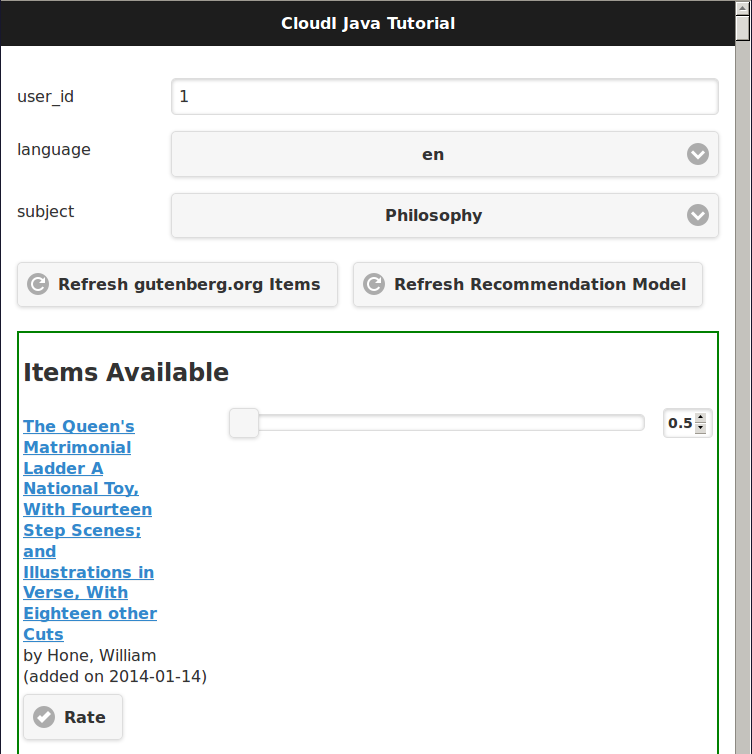 CloudI Java Tutorial
user_id
1
language
en
subject
Philosophy
Refresh gutenberg.org Items
Refresh Recommendation Model
Items Available
The Queen's
Matrimonial
Ladder A
National Toy,
With Fourteen
Step Scenes;
and
Illustrations in
Verse, With
Eighteen other
Cuts
0.5
by Hone, William
(added on 2014-01-14)
Rate